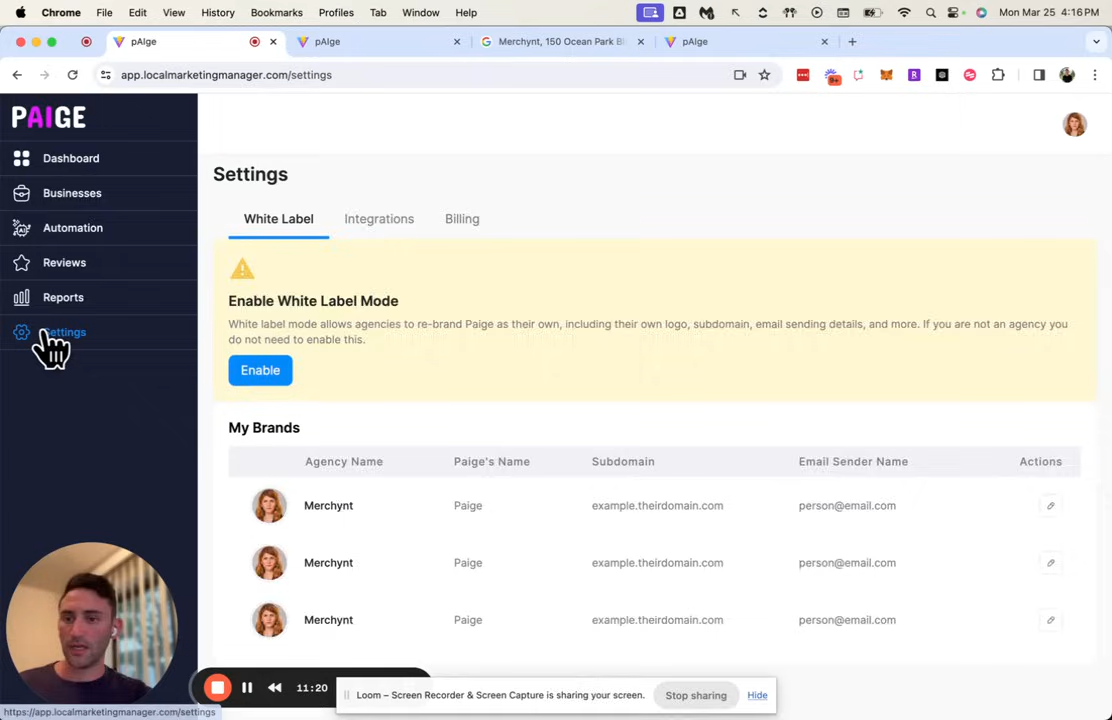 Chrome File Edit View History Bookmarks Profiles Tab Window Help
Mon Mar 25 4:16 PM
pAIge
pAIge
Merchynt, 150 Ocean Park Bl
pAIge
app.localmarketingmanager.com/settings
9+
PAIGE
Dashboard
Businesses
Automation
Reviews
Reports
Settings
Settings
White Label Integrations Billing
Enable White Label Mode
White label mode allows agencies to re-brand Paige as their own, including their own logo, subdomain, email sending details, and more. If you are not an agency you
do not need to enable this.
Enable
My Brands
Agency Name Paige's Name Subdomain Email Sender Name Actions
Merchynt Paige example.theirdomain.com person@email.com
Merchynt Paige example.theirdomain.com person@email.com
Merchynt Paige example.theirdomain.com person@email.com
11:20
Loom – Screen Recorder & Screen Capture is sharing your screen.
Stop sharing
Hide
https://app.localmarketingmanager.com/settings